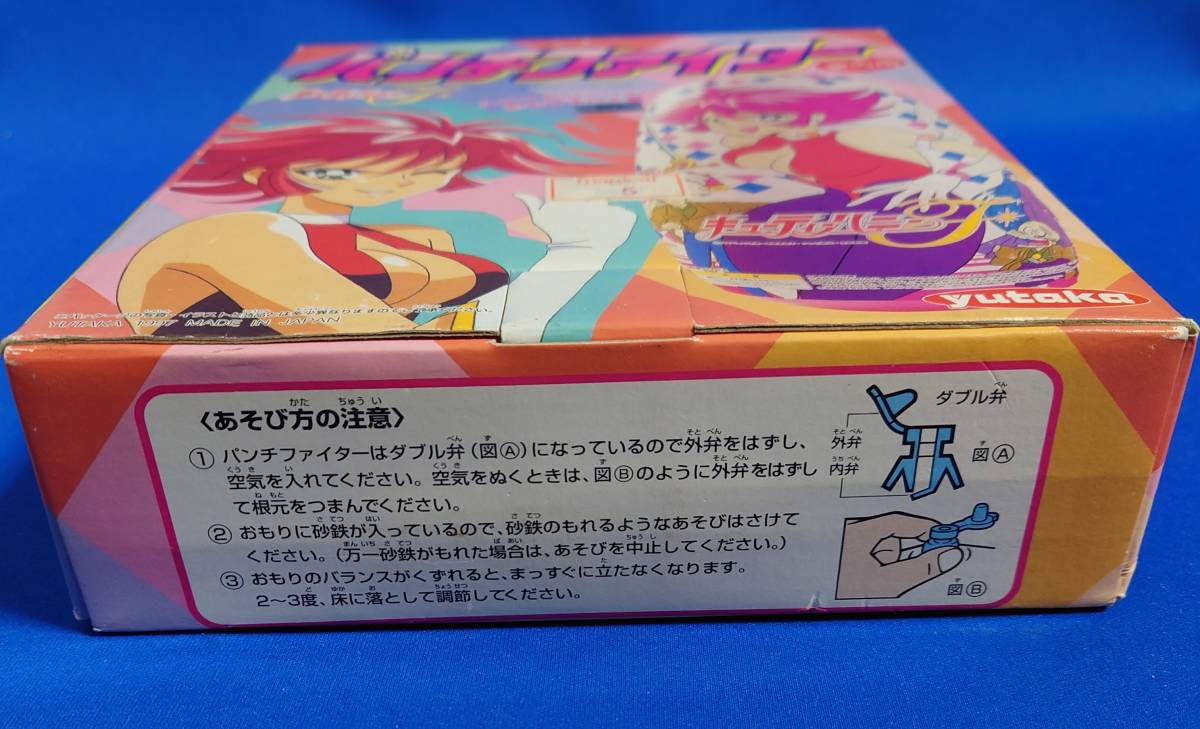 パンチファイター
キューティーハニーF
yutaka
YUTAKA 1997 MADE IN JAPAN
〈あそび方の注意〉
① パンチファイターはダブル弁(図Ⓐ)になっているので外弁をはずし、
空気を入れてください。空気をぬくときは、図Ⓑのように外弁をはずし
て根元をつまんでください。
② おもりに砂鉄が入っているので、砂鉄のもれるようなあそびはさけて
ください。(万一砂鉄がもれた場合は、あそびを中止してください。)
③ おもりのバランスがくずれると、まっすぐに立たなくなります。
2〜3度、床に落として調節してください。
ダブル弁
外弁
内弁
図Ⓐ
図Ⓑ